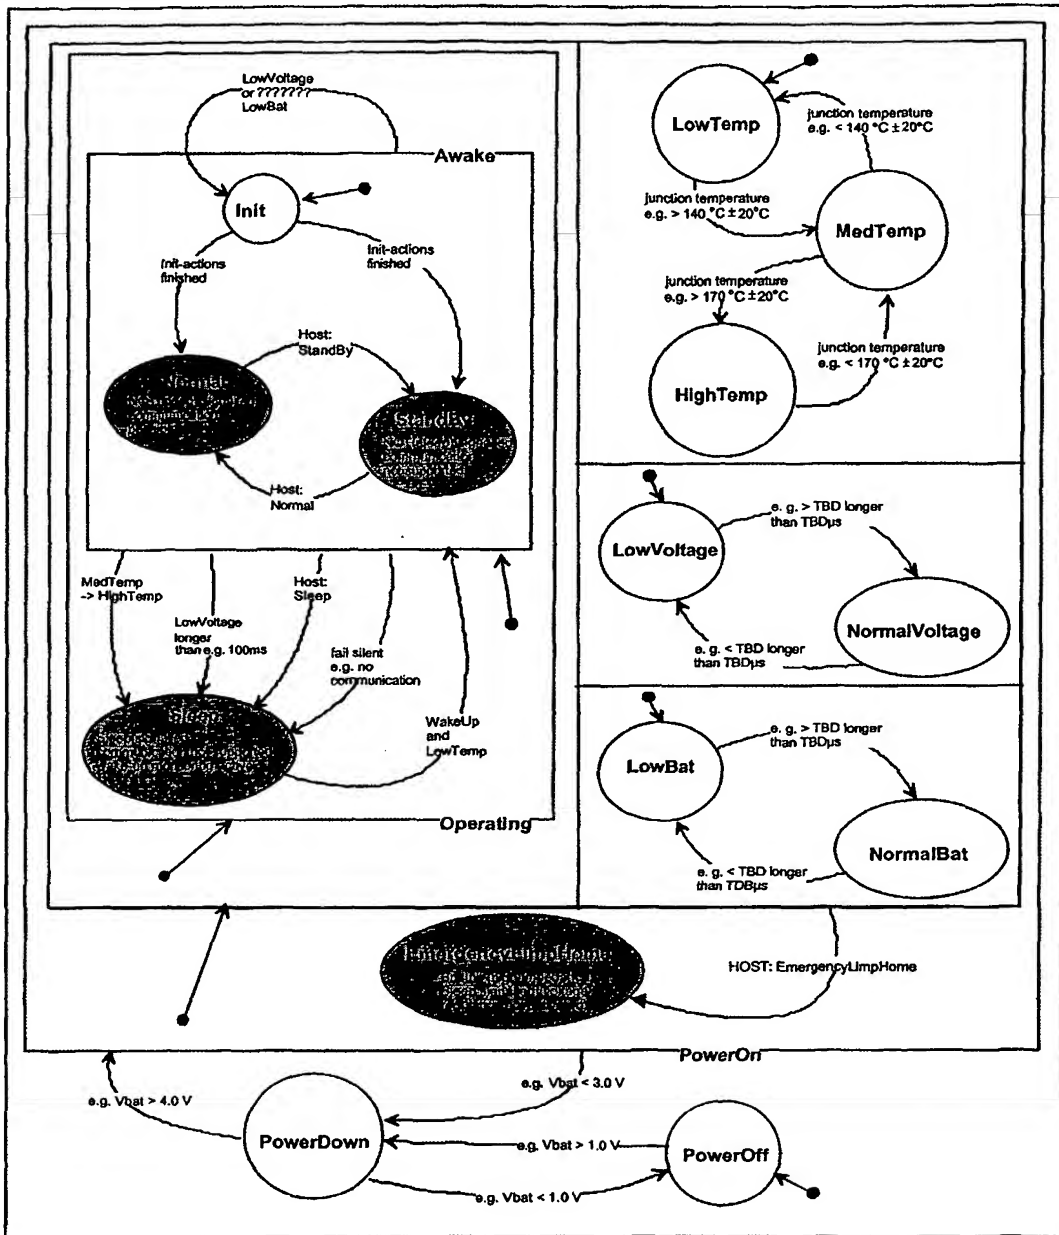 LowVoltage
or ???????
LowBat
Awake
Init
Init-actions
finished
Init-actions
finished
Host:
StandBy
Normal
StandBy
Host:
Normal
MedTemp
-> HighTemp
LowVoltage
longer
than e.g. 100ms
Host:
Sleep
fail silent
e.g. no
communication
Sleep
WakeUp
and
LowTemp
Operating
LowTemp
junction temperature
e.g. < 140 °C ±20°C
junction temperature
e.g. > 140 °C ±20°C
MedTemp
junction temperature
e.g. > 170 °C ±20°C
junction temperature
e.g. < 170 °C ±20°C
HighTemp
LowVoltage
e. g. > TBD longer
than TBDµs
NormalVoltage
e. g. < TBD longer
than TBDµs
LowBat
e. g. > TBD longer
than TBDµs
NormalBat
e. g. < TBD longer
than TDBµs
EmergencyLimpHome
HOST: EmergencyLimpHome
PowerOn
e.g. Vbat > 4.0 V
e.g. Vbat < 3.0 V
PowerDown
e.g. Vbat > 1.0 V
PowerOff
e.g. Vbat < 1.0 V